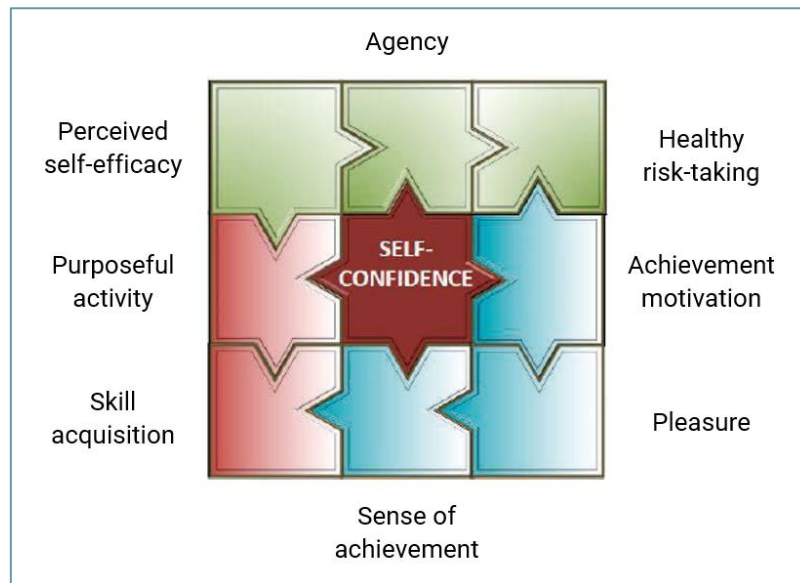 Agency
Perceived
self-efficacy
Healthy
risk-taking
Purposeful
activity
SELF-
CONFIDENCE
Achievement
motivation
Skill
acquisition
Pleasure
Sense of
achievement